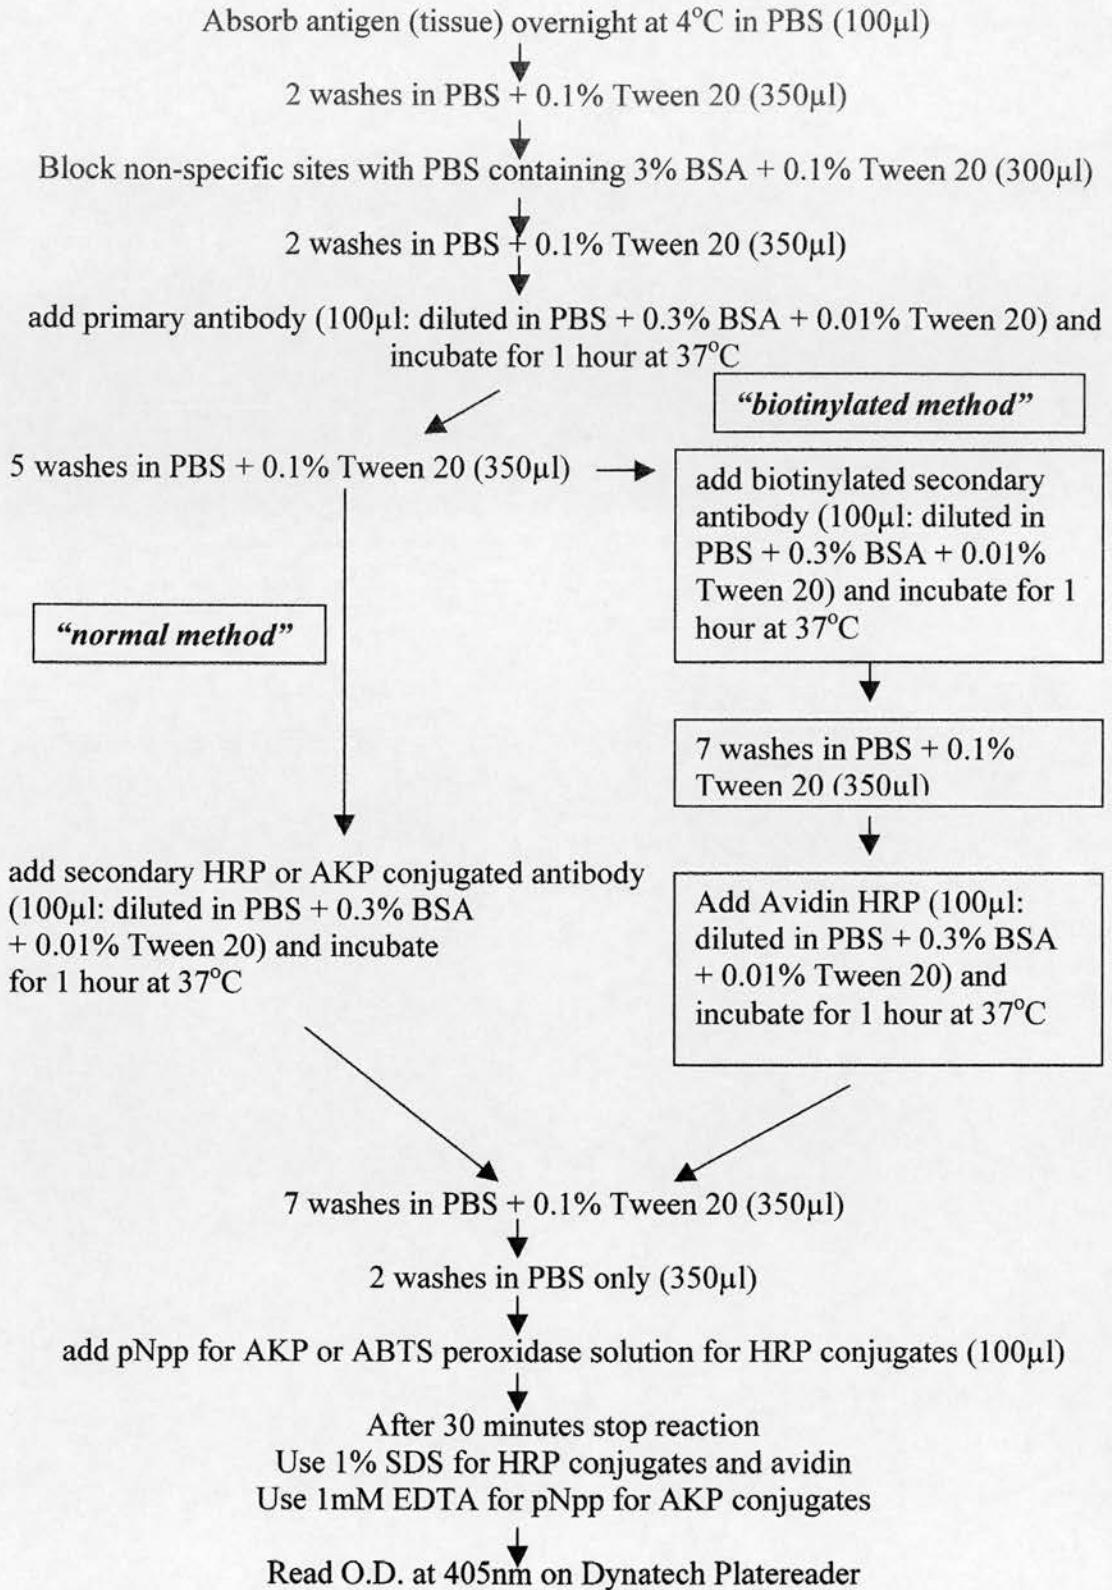 Absorb antigen (tissue) overnight at 4°C in PBS (100µl)
2 washes in PBS + 0.1% Tween 20 (350µl)
Block non-specific sites with PBS containing 3% BSA + 0.1% Tween 20 (300µl)
2 washes in PBS + 0.1% Tween 20 (350µl)
add primary antibody (100µl: diluted in PBS + 0.3% BSA + 0.01% Tween 20) and
incubate for 1 hour at 37°C
"biotinylated method"
5 washes in PBS + 0.1% Tween 20 (350µl)
add biotinylated secondary
antibody (100µl: diluted in
PBS + 0.3% BSA + 0.01%
Tween 20) and incubate for 1
hour at 37°C
"normal method"
7 washes in PBS + 0.1%
Tween 20 (350µl)
add secondary HRP or AKP conjugated antibody
(100µl: diluted in PBS + 0.3% BSA
+ 0.01% Tween 20) and incubate
for 1 hour at 37°C
Add Avidin HRP (100µl:
diluted in PBS + 0.3% BSA
+ 0.01% Tween 20) and
incubate for 1 hour at 37°C
7 washes in PBS + 0.1% Tween 20 (350µl)
2 washes in PBS only (350µl)
add pNpp for AKP or ABTS peroxidase solution for HRP conjugates (100µl)
After 30 minutes stop reaction
Use 1% SDS for HRP conjugates and avidin
Use 1mM EDTA for pNpp for AKP conjugates
Read O.D. at 405nm on Dynatech Platereader